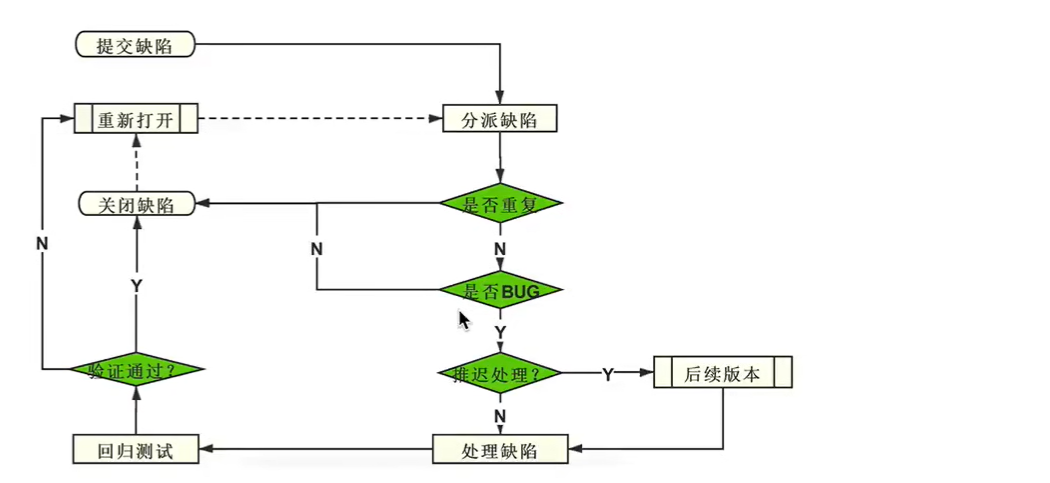 提交缺陷
重新打开
分派缺陷
关闭缺陷
是否重复
N
N
N
是否BUG
Y
Y
验证通过?
推迟处理?
Y
后续版本
N
回归测试
处理缺陷